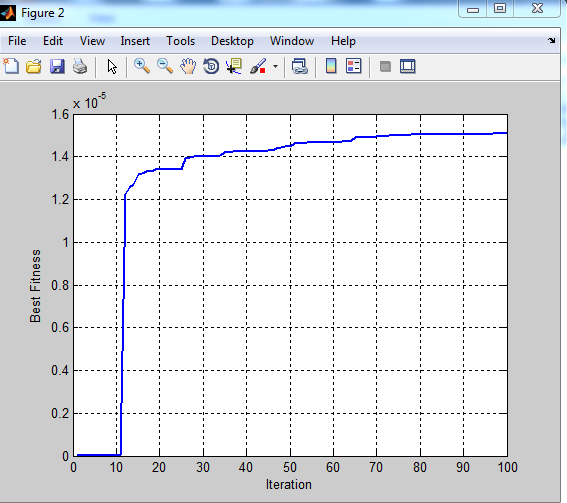 Figure 2
File Edit View Insert Tools Desktop Window Help
x 10^-5
1.6
1.4
1.2
1
0.8
0.6
0.4
0.2
0
Best Fitness
0 10 20 30 40 50 60 70 80 90 100
Iteration